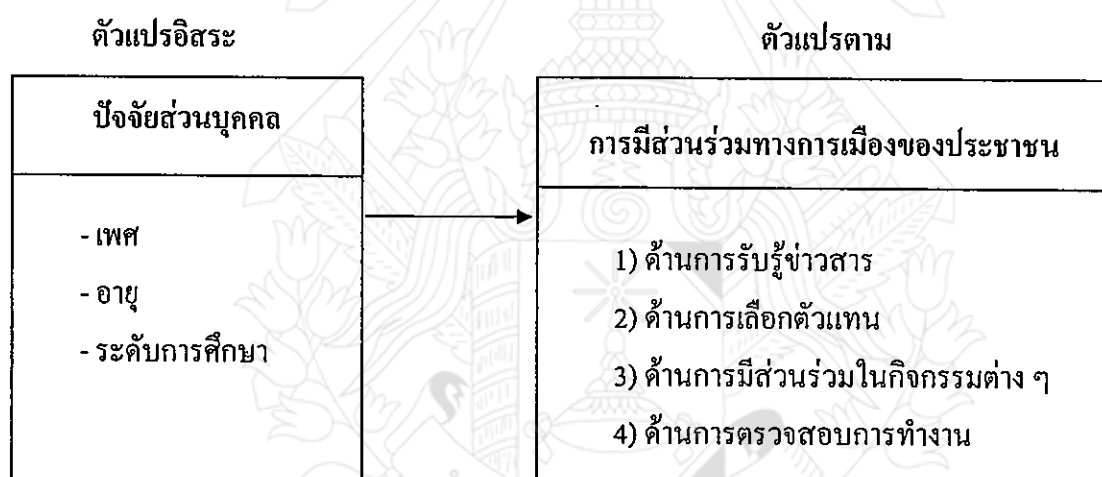 ตัวแปรอิสระ
ตัวแปรตาม
ปัจจัยส่วนบุคคล
- เพศ
- อายุ
- ระดับการศึกษา
การมีส่วนร่วมทางการเมืองของประชาชน
1) ด้านการรับรู้ข่าวสาร
2) ด้านการเลือกตัวแทน
3) ด้านการมีส่วนร่วมในกิจกรรมต่าง ๆ
4) ด้านการตรวจสอบการทำงาน